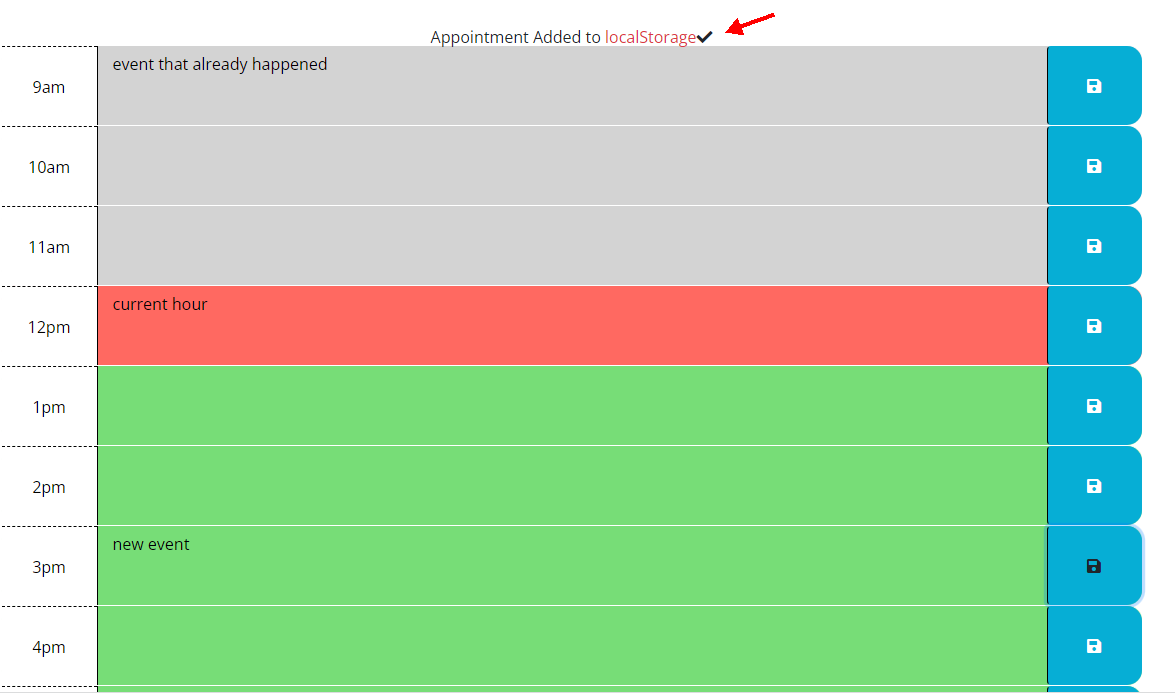 Appointment Added to localStorage✔
9am
event that already happened
10am
11am
12pm
current hour
1pm
2pm
3pm
new event
4pm